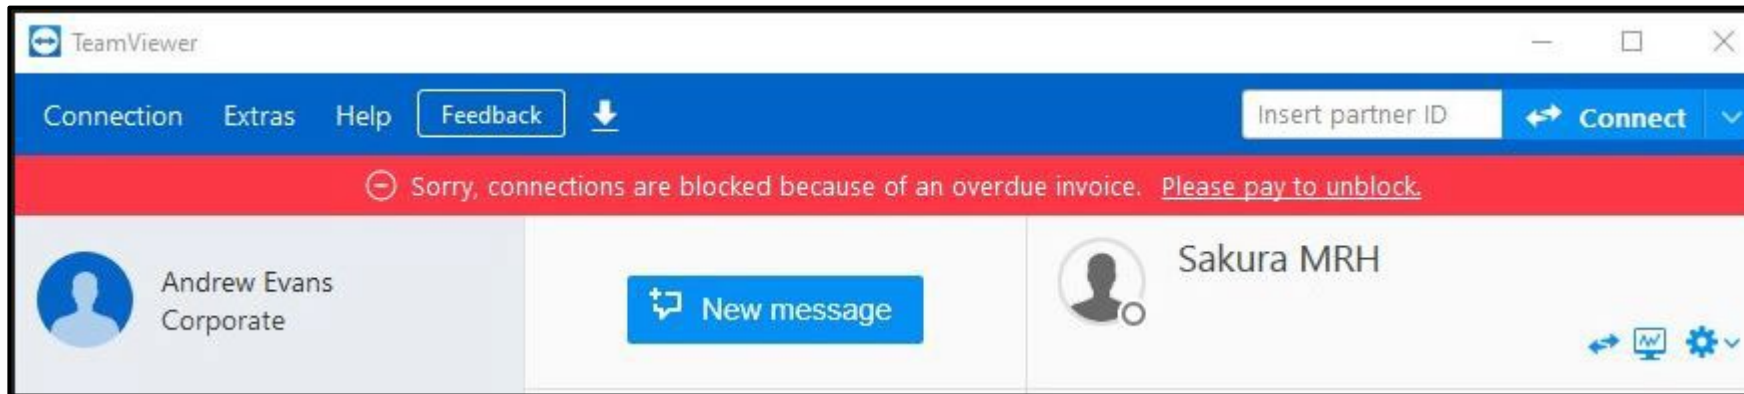 TeamViewer
Connection Extras Help Feedback Insert partner ID Connect
Sorry, connections are blocked because of an overdue invoice. Please pay to unblock.
Andrew Evans
Corporate
New message
Sakura MRH